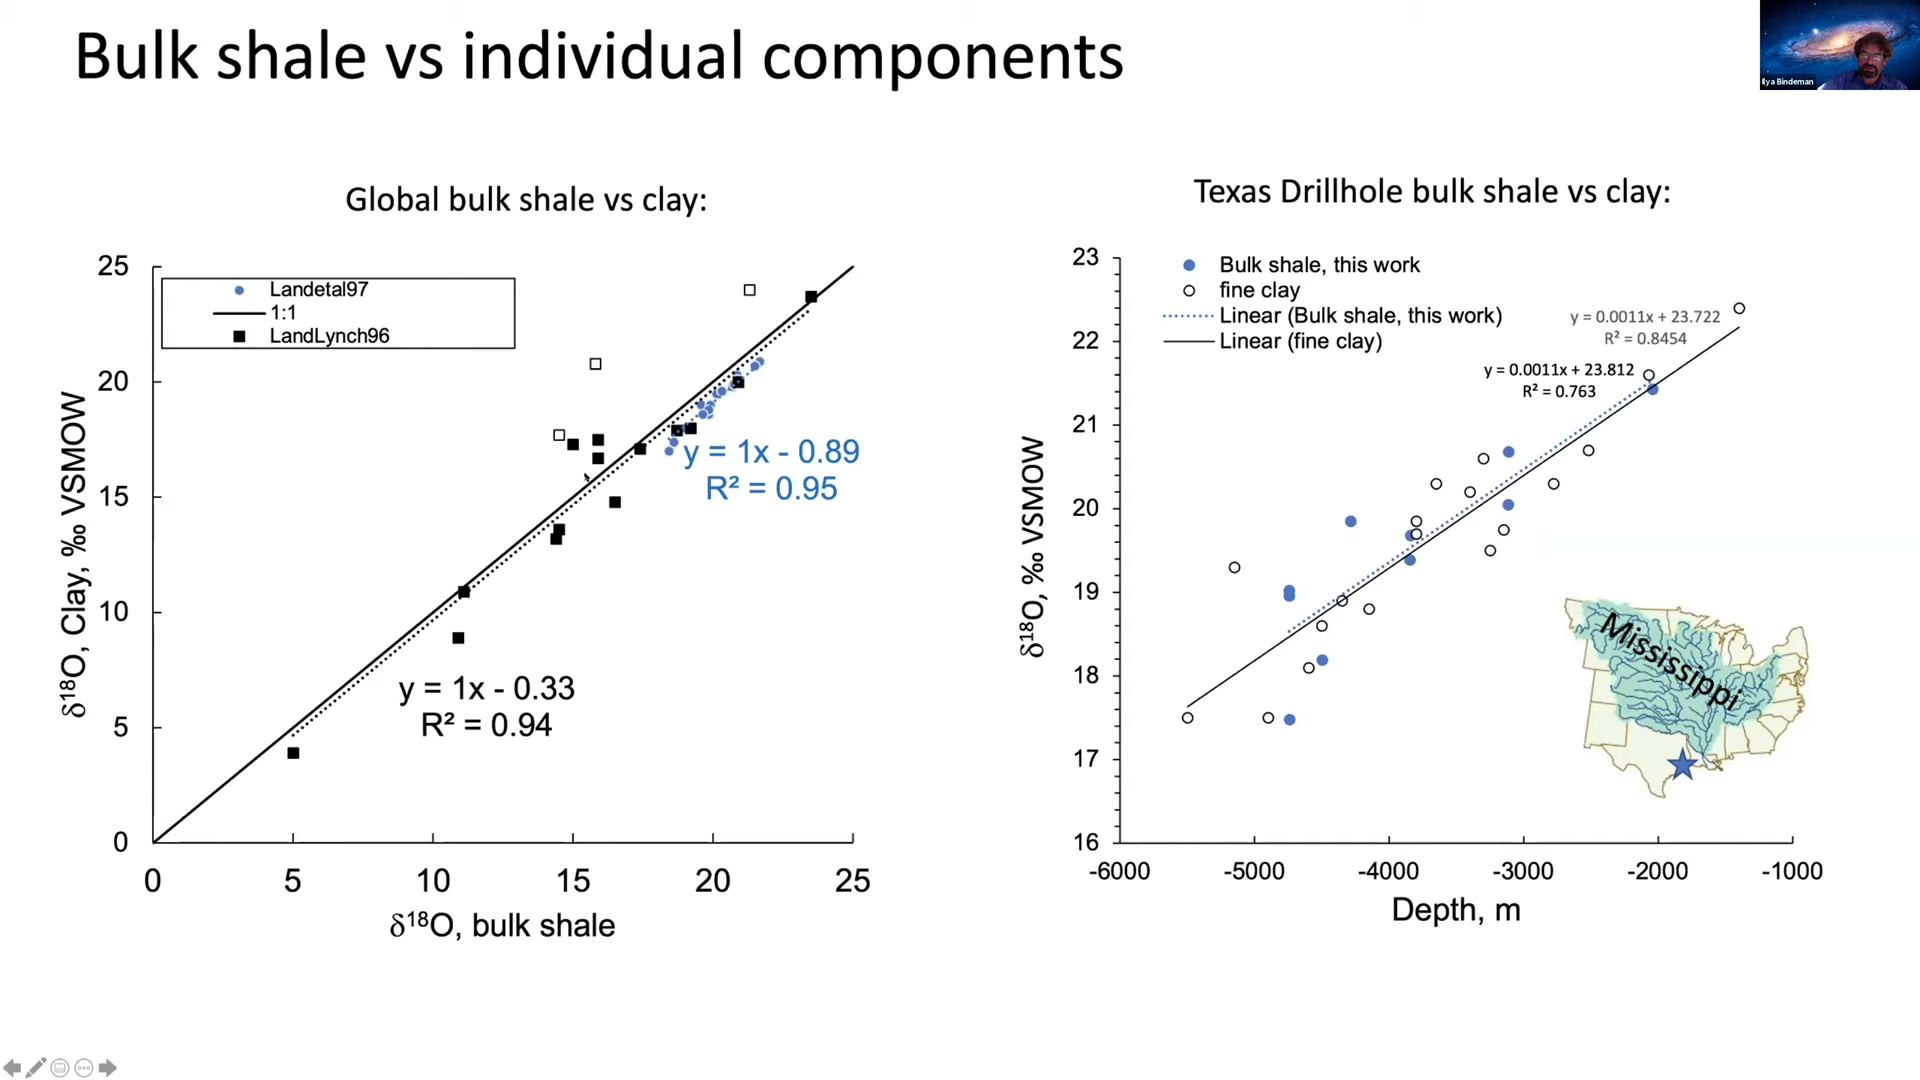 Bulk shale vs individual components
Ilya Bindeman
Global bulk shale vs clay:
25
20
15
10
5
0
0 5 10 15 20 25
δ¹⁸O, Clay, ‰ VSMOW
δ¹⁸O, bulk shale
Landetal97
1:1
LandLynch96
y = 1x - 0.89
R² = 0.95
y = 1x - 0.33
R² = 0.94
Texas Drillhole bulk shale vs clay:
23
22
21
20
19
18
17
16
-6000 -5000 -4000 -3000 -2000 -1000
δ¹⁸O, ‰ VSMOW
Depth, m
Bulk shale, this work
fine clay
Linear (Bulk shale, this work)
Linear (fine clay)
y = 0.0011x + 23.722
R² = 0.8454
y = 0.0011x + 23.812
R² = 0.763
Mississippi